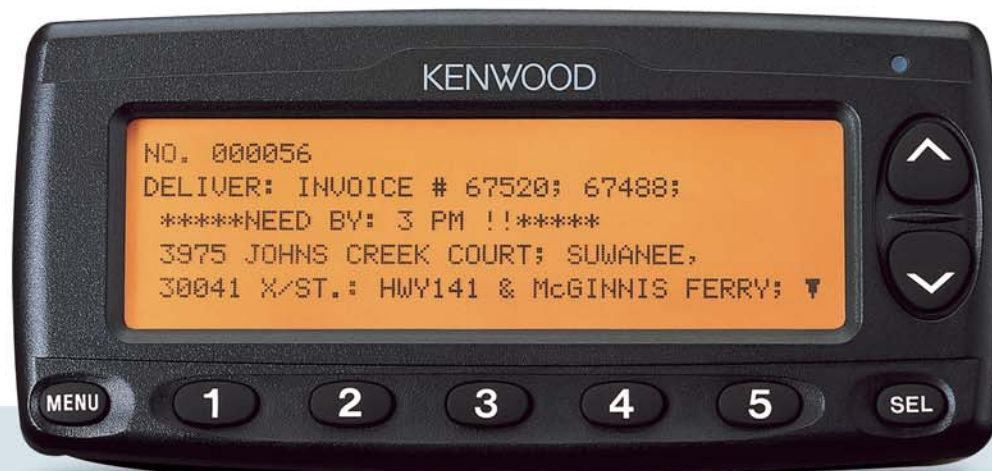 KENWOOD
NO. 000056
DELIVER: INVOICE # 67520; 67488;
*****NEED BY: 3 PM !!*****
3975 JOHNS CREEK COURT; SUWANEE,
30041 X/ST.: HWY141 & McGINNIS FERRY;
MENU 1 2 3 4 5 SEL